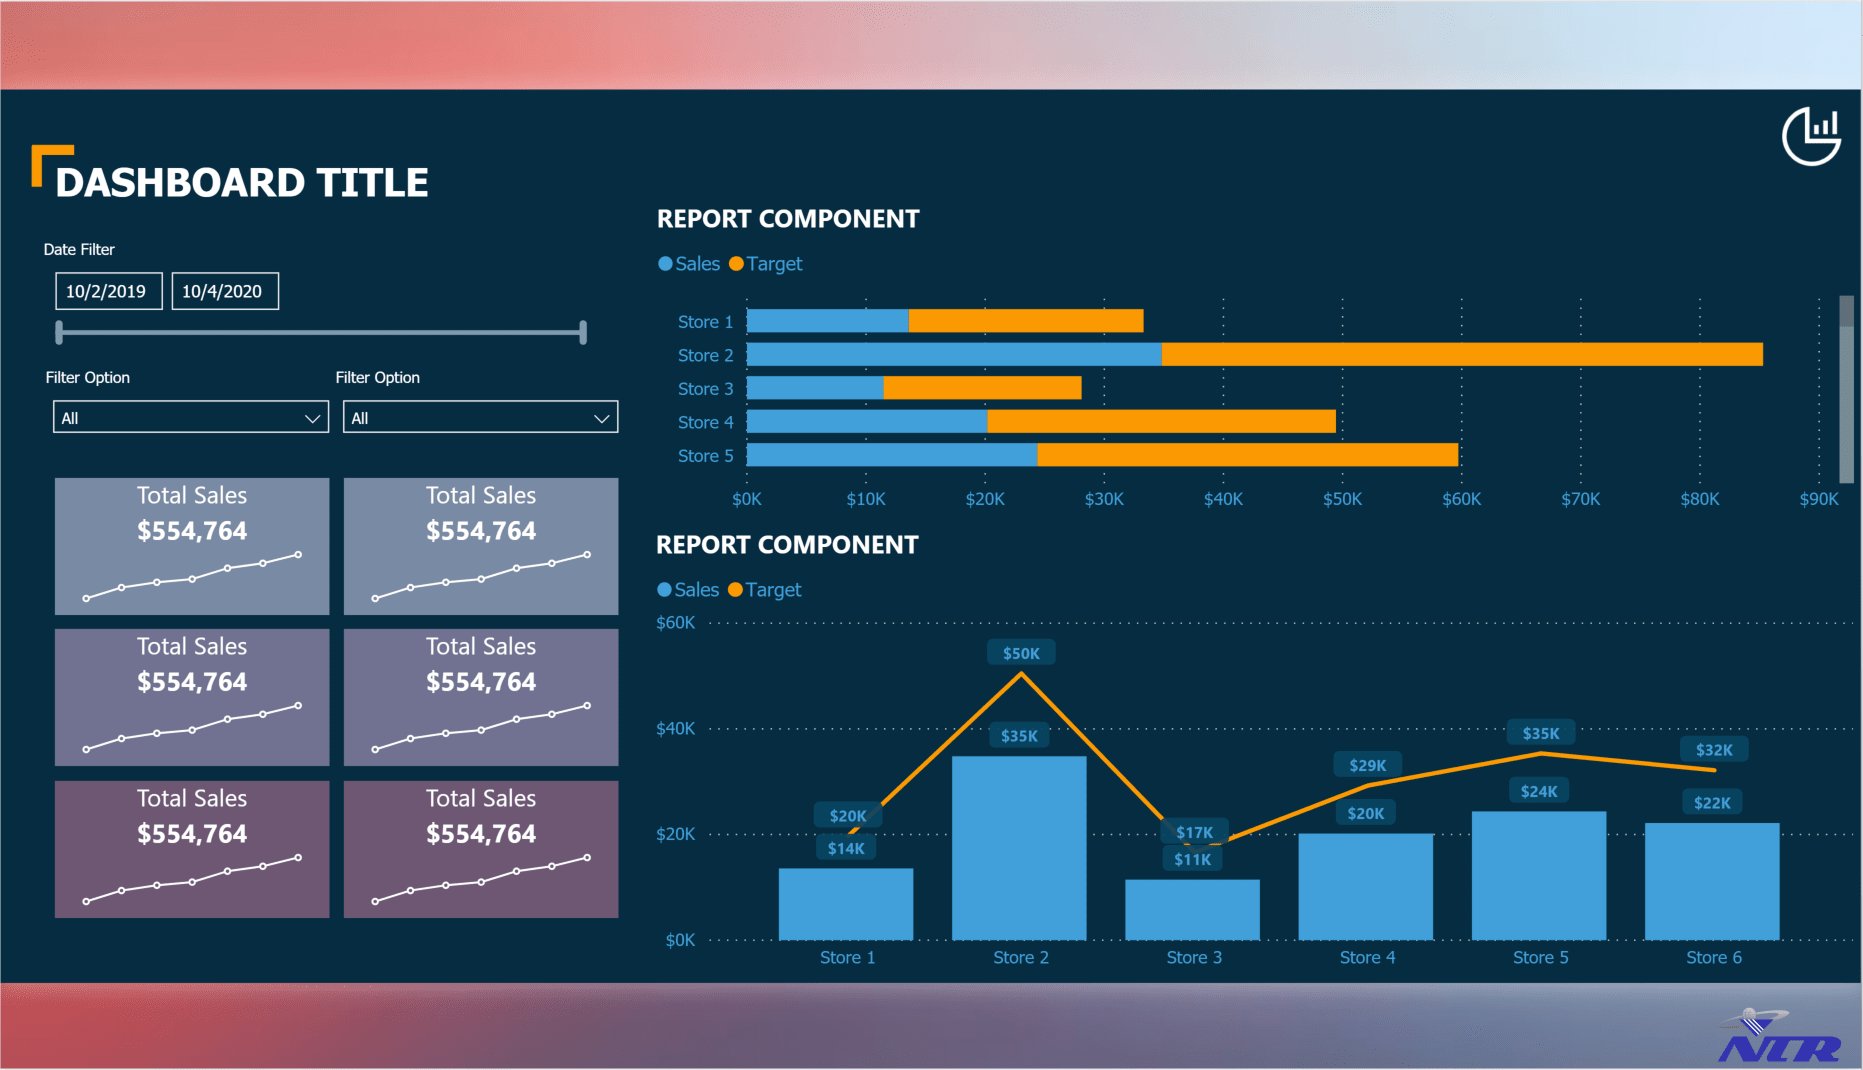 DASHBOARD TITLE
Date Filter
10/2/2019 10/4/2020
Filter Option Filter Option
All All
Total Sales Total Sales
$554,764 $554,764
Total Sales Total Sales
$554,764 $554,764
Total Sales Total Sales
$554,764 $554,764
REPORT COMPONENT
Sales Target
Store 1
Store 2
Store 3
Store 4
Store 5
$0K $10K $20K $30K $40K $50K $60K $70K $80K $90K
REPORT COMPONENT
Sales Target
$60K
$50K
$40K
$35K $35K
$32K
$29K
$24K
$22K
$20K $20K
$20K $17K
$14K $11K
$0K
Store 1 Store 2 Store 3 Store 4 Store 5 Store 6
NTR